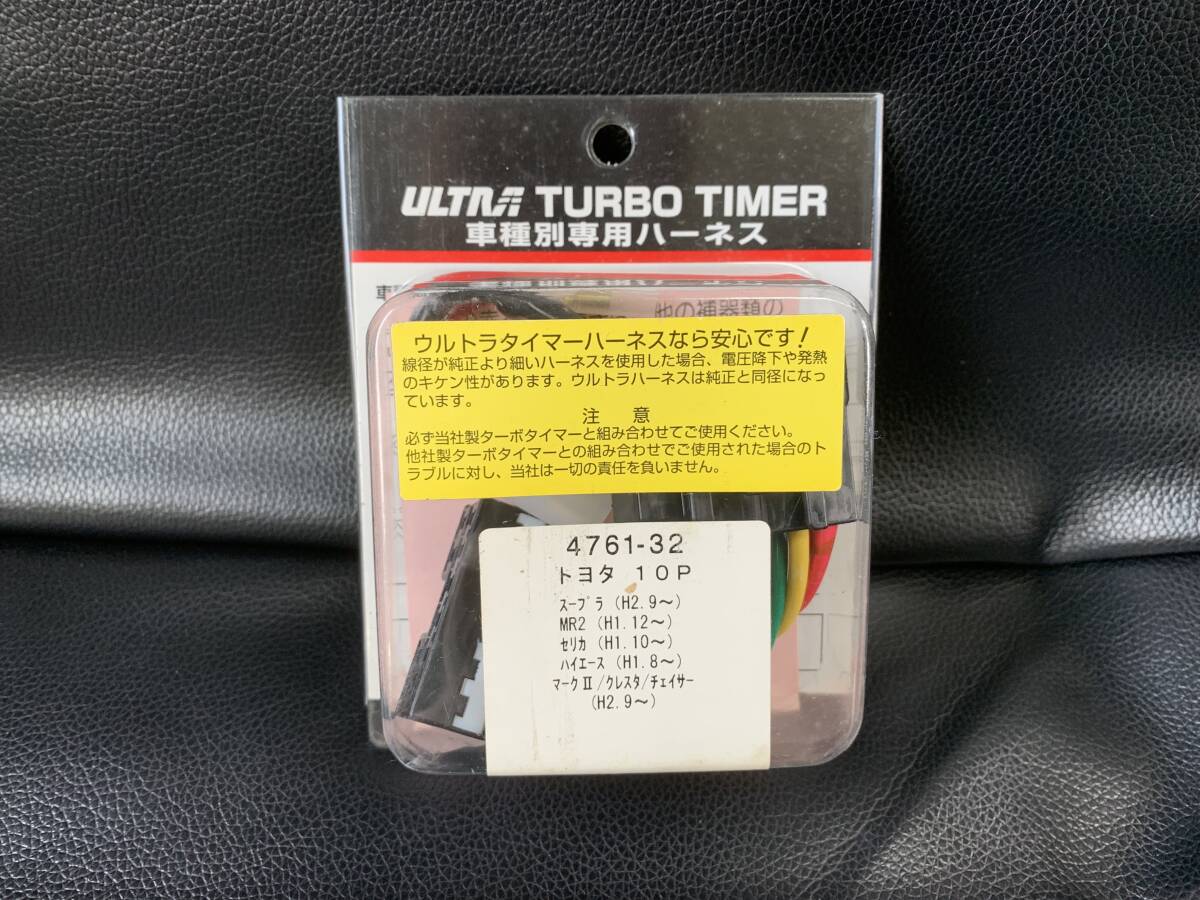 ULTRA TURBO TIMER
車種別専用ハーネス
他の補器類の
ウルトラタイマーハーネスなら安心です!
線径が純正より細いハーネスを使用した場合、電圧降下や発熱
のキケン性があります。ウルトラハーネスは純正と同径になっ
ています。
注 意
必ず当社製ターボタイマーと組み合わせてご使用ください。
他社製ターボタイマーとの組み合わせでご使用された場合のト
ラブルに対し、当社は一切の責任を負いません。
4761-32
トヨタ 10P
スープラ (H2.9〜)
MR2 (H1.12〜)
セリカ (H1.10〜)
ハイエース (H1.8〜)
マークⅡ/クレスタ/チェイサー
(H2.9〜)